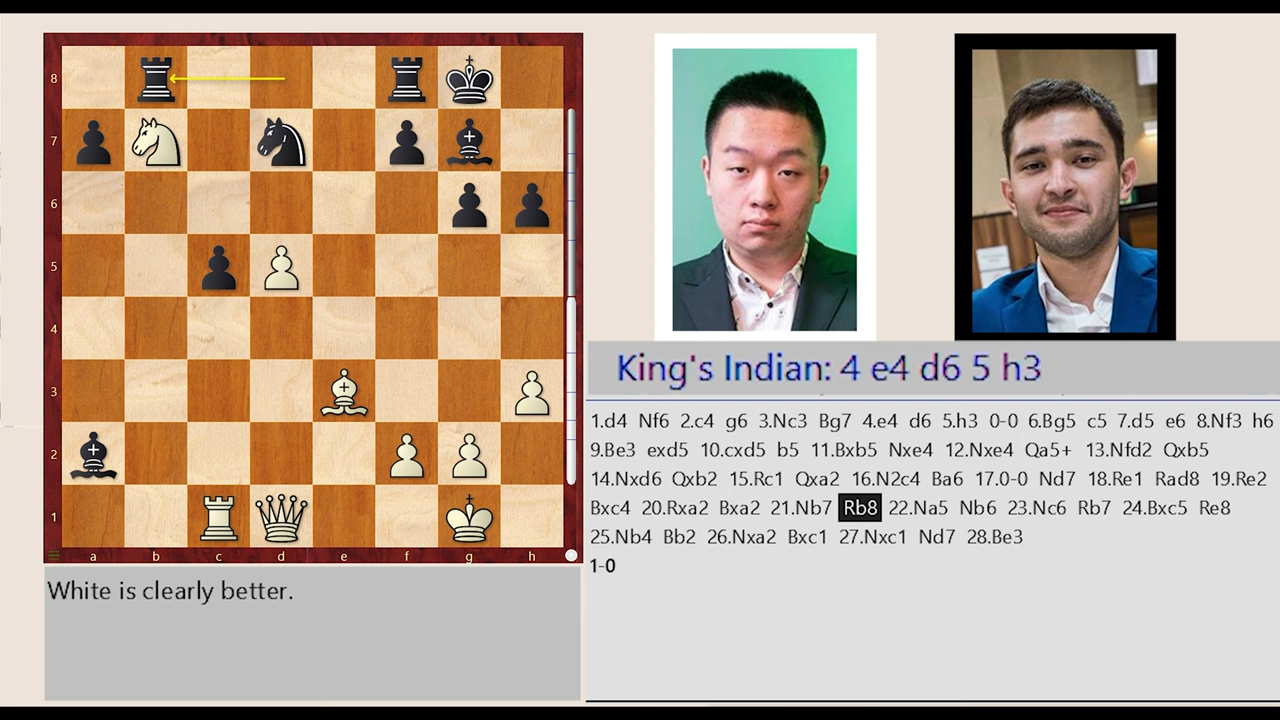 8
7
6
5
4
3
2
1
a b c d e f g h
White is clearly better.
King's Indian: 4 e4 d6 5 h3
1.d4 Nf6 2.c4 g6 3.Nc3 Bg7 4.e4 d6 5.h3 0-0 6.Bg5 c5 7.d5 e6 8.Nf3 h6
9.Be3 exd5 10.cxd5 b5 11.Bxb5 Nxe4 12.Nxe4 Qa5+ 13.Nfd2 Qxb5
14.Nxd6 Qxb2 15.Rc1 Qxa2 16.N2c4 Ba6 17.0-0 Nd7 18.Re1 Rad8 19.Re2
Bxc4 20.Rxa2 Bxa2 21.Nb7 Rb8 22.Na5 Nb6 23.Nc6 Rb7 24.Bxc5 Re8
25.Nb4 Bb2 26.Nxa2 Bxc1 27.Nxc1 Nd7 28.Be3
1-0